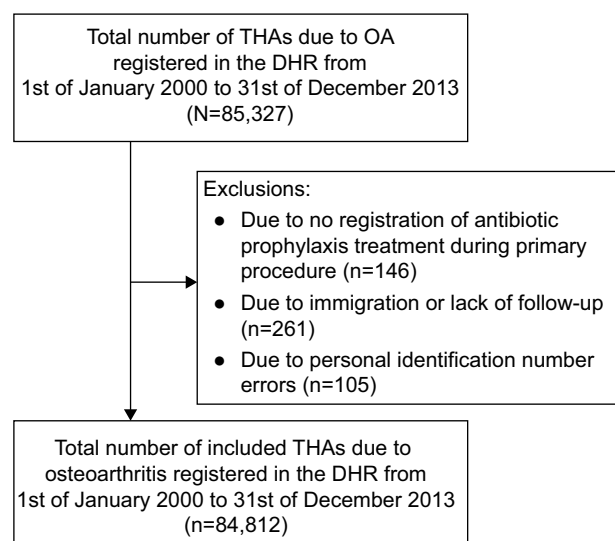 Total number of THAs due to OA
registered in the DHR from
1st of January 2000 to 31st of December 2013
(N=85,327)
Exclusions:
● Due to no registration of antibiotic
prophylaxis treatment during primary
procedure (n=146)
● Due to immigration or lack of follow-up
(n=261)
● Due to personal identification number
errors (n=105)
Total number of included THAs due to
osteoarthritis registered in the DHR from
1st of January 2000 to 31st of December 2013
(n=84,812)